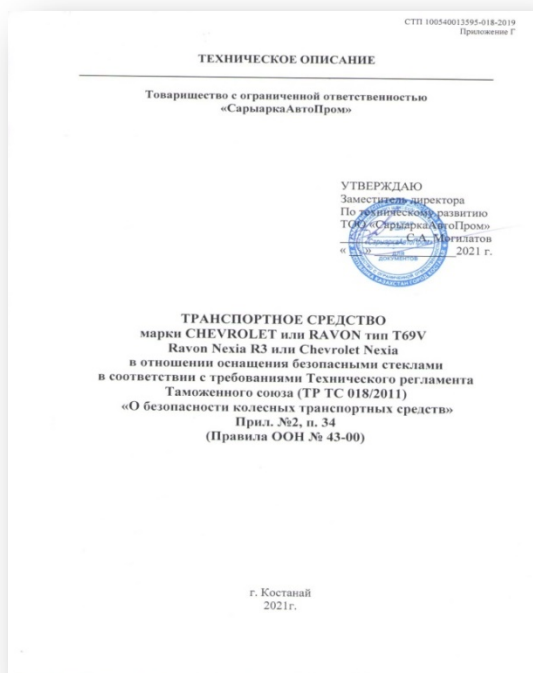 СТП 100540013595-018-2019
Приложение Г
ТЕХНИЧЕСКОЕ ОПИСАНИЕ
Товарищество с ограниченной ответственностью
«СарыаркаАвтоПром»
УТВЕРЖДАЮ
Заместитель директора
По техническому развитию
ТОО «СарыаркаАвтоПром»
С.А. Могилатов
« » 2021 г.
ДЛЯ
ДОКУМЕНТОВ
ТРАНСПОРТНОЕ СРЕДСТВО
марки CHEVROLET или RAVON тип T69V
Ravon Nexia R3 или Chevrolet Nexia
в отношении оснащения безопасными стеклами
в соответствии с требованиями Технического регламента
Таможенного союза (ТР ТС 018/2011)
«О безопасности колесных транспортных средств»
Прил. №2, п. 34
(Правила ООН № 43-00)
г. Костанай
2021г.